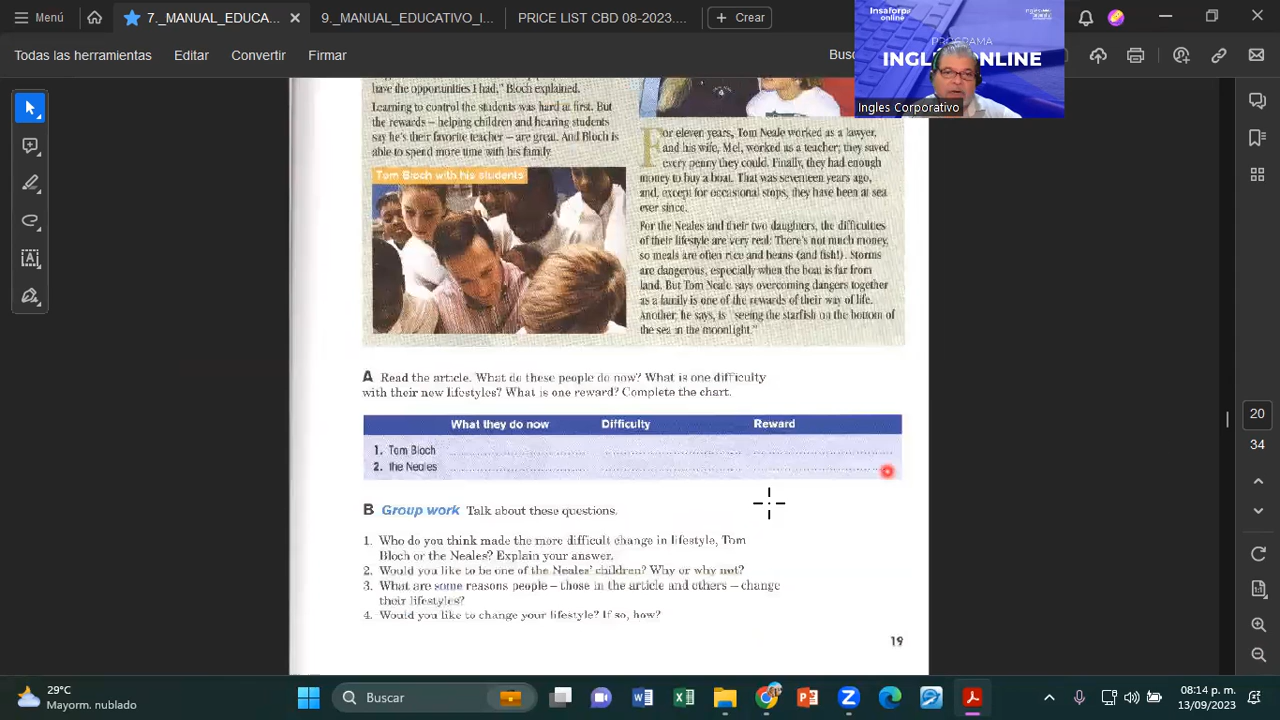 7._MANUAL_EDUCA...
9._MANUAL_EDUCATIVO_I...
PRICE LIST CBD 08-2023....
Crear
Menú
Todas las herramientas
Editar
Convertir
Firmar
Insaforp
online
PROGRAMA
INGLÉS ONLINE
Ingles Corporativo
have the opportunities I had," Bloch explained.
Learning to control the students was hard at first. But
the rewards – helping children and hearing students
say he's their favorite teacher – are great. And Bloch is
able to spend more time with his family.
Tom Bloch with his students
For eleven years, Tom Neale worked as a lawyer,
and his wife, Mel, worked as a teacher; they saved
every penny they could. Finally, they had enough
money to buy a boat. That was seventeen years ago,
and, except for occasional stops, they have been at sea
ever since.
For the Neales and their two daughters, the difficulties
of their lifestyle are very real: There's not much money,
so meals are often rice and beans (and fish!). Storms
are dangerous, especially when the boat is far from
land. But Tom Neale says overcoming dangers together
as a family is one of the rewards of their way of life.
Another, he says, is "seeing the starfish on the bottom of
the sea in the moonlight."
A Read the article. What do these people do now? What is one difficulty
with their new lifestyles? What is one reward? Complete the chart.
What they do now Difficulty Reward
1. Tom Bloch
2. the Neales
B Group work Talk about these questions.
1. Who do you think made the more difficult change in lifestyle, Tom
Bloch or the Neales? Explain your answer.
2. Would you like to be one of the Neales' children? Why or why not?
3. What are some reasons people – those in the article and others – change
their lifestyles?
4. Would you like to change your lifestyle? If so, how?
19
20
34
29°C
Mayorm. nublado
Buscar
08:14 p. m.
13/09/2023